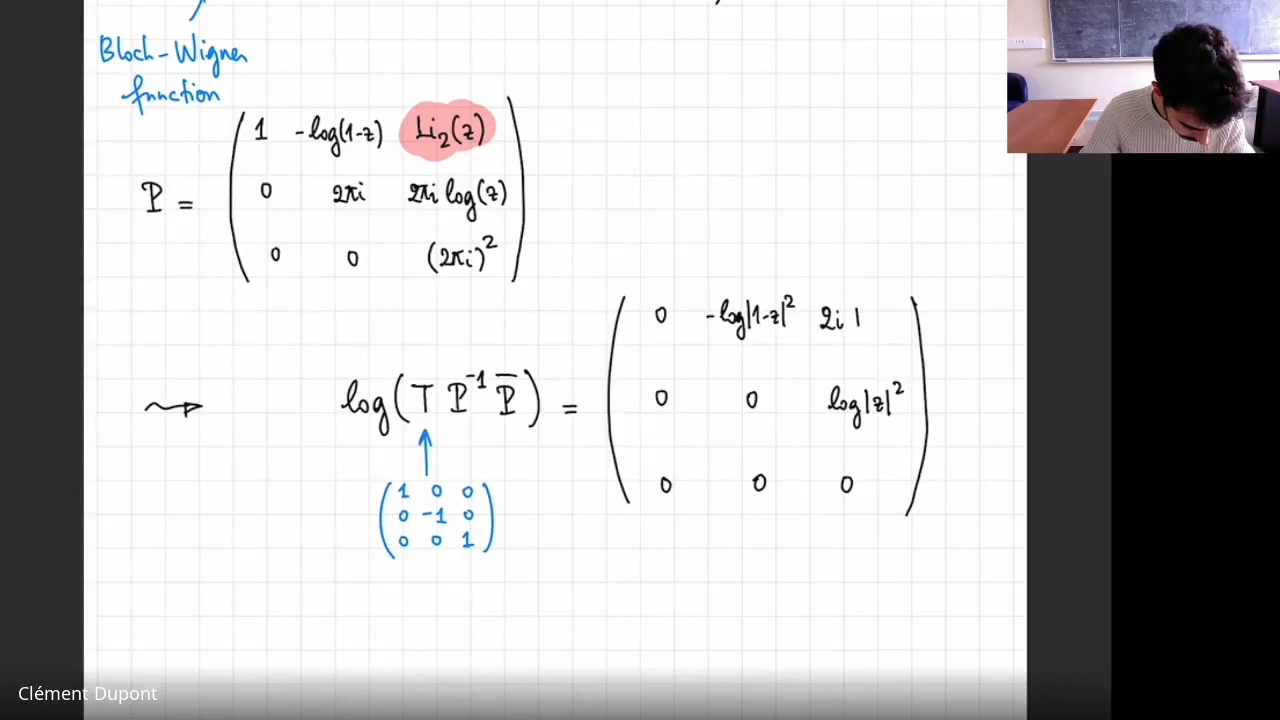 Bloch-Wigner
function
P = ( 1 -log(1-z) Li₂(z)
0 2πi 2πi log(z)
0 0 (2πi)² )
⇝ log(T P⁻¹ P̅) = ( 0 -log|1-z|² 2i |
0 0 log|z|²
0 0 0 )
( 1 0 0
0 -1 0
0 0 1 )
Clément Dupont